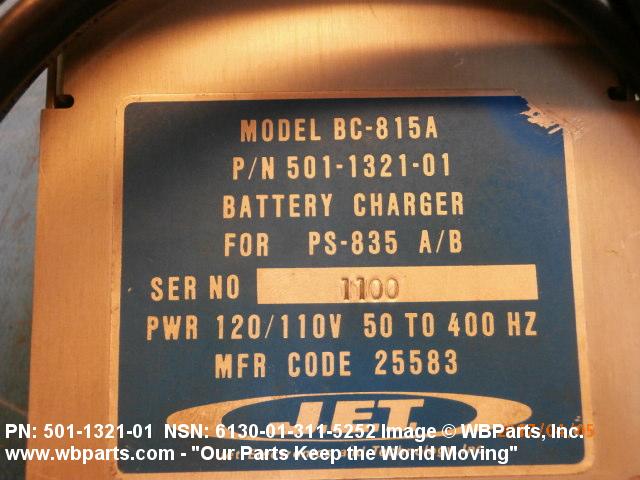 MODEL BC-815A
P/N 501-1321-01
BATTERY CHARGER
FOR PS-835 A/B
SER NO 1100
PWR 120/110V 50 TO 400 HZ
MFR CODE 25583
JET
PN: 501-1321-01 NSN: 6130-01-311-5252 Image © WBParts, Inc.
www.wbparts.com - "Our Parts Keep the World Moving"